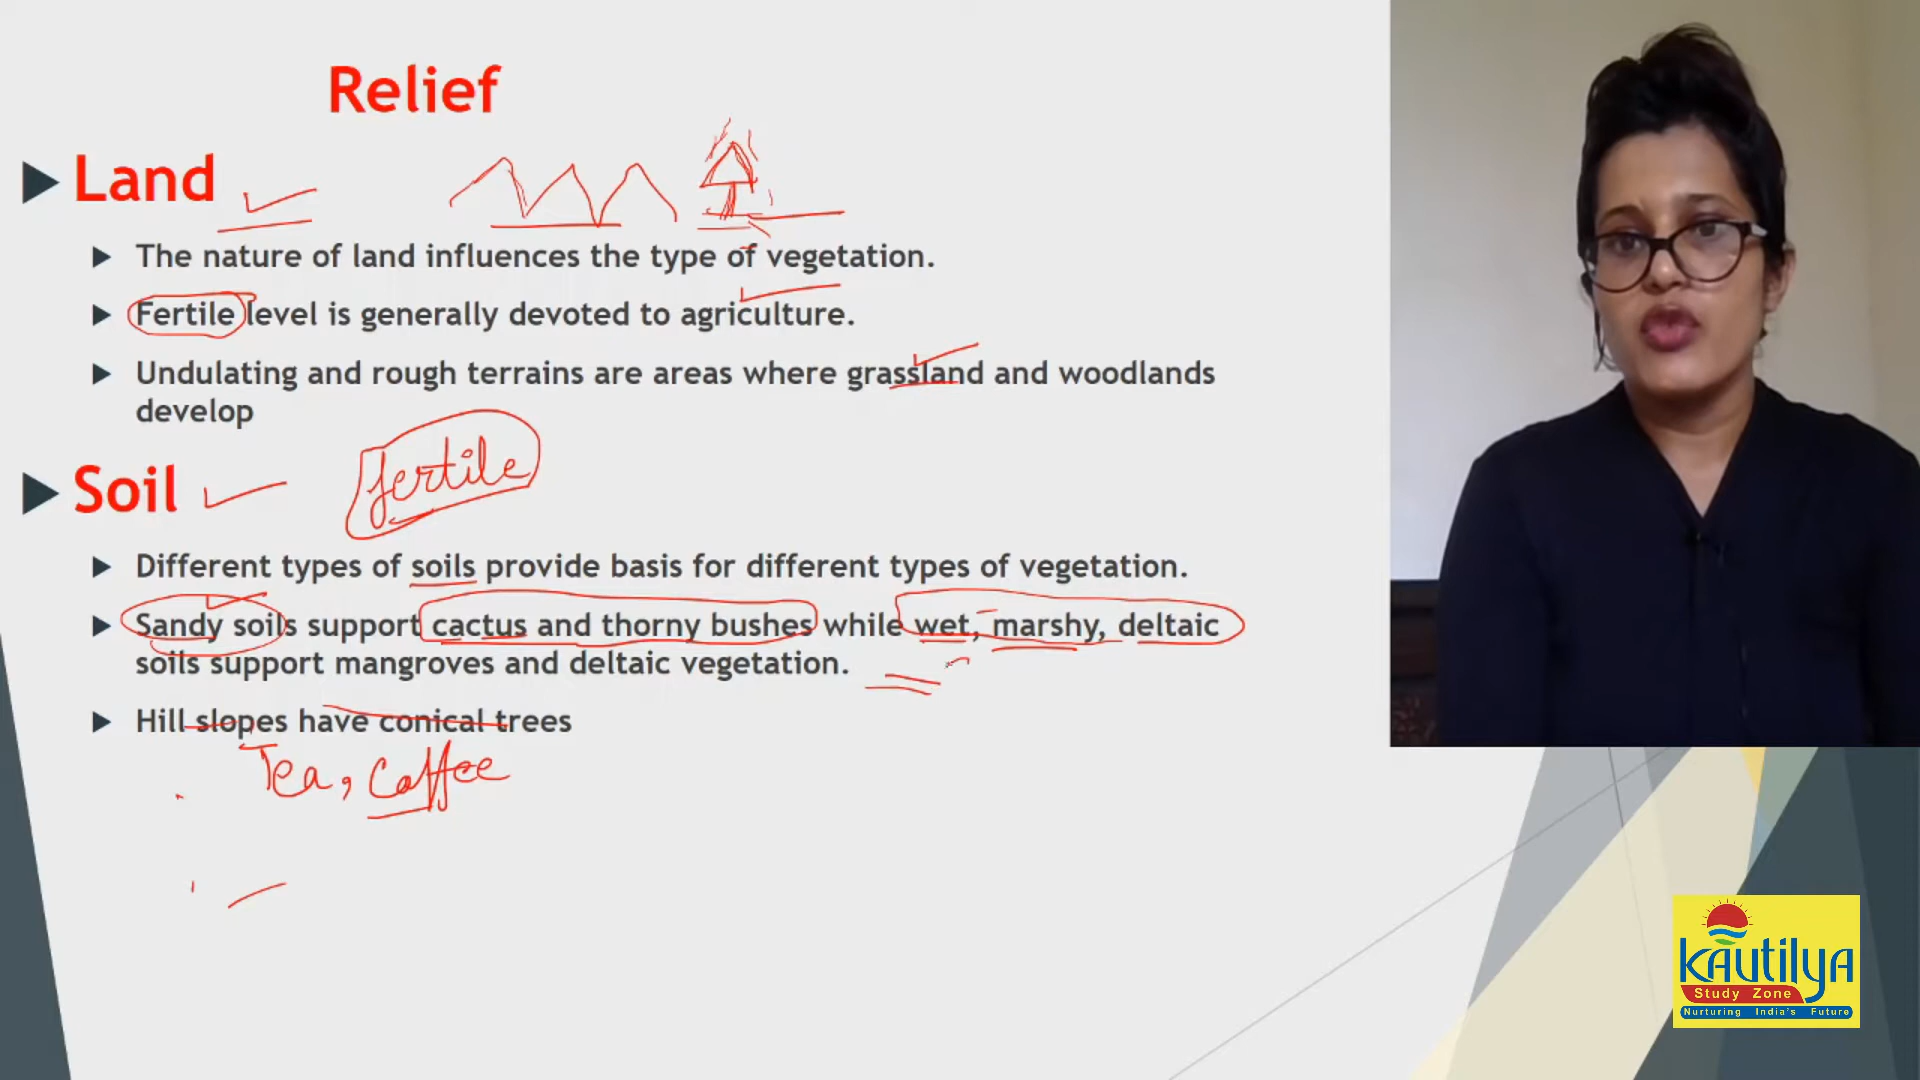 Relief
Land
The nature of land influences the type of vegetation.
Fertile level is generally devoted to agriculture.
Undulating and rough terrains are areas where grassland and woodlands
develop
fertile
Soil
Different types of soils provide basis for different types of vegetation.
Sandy soils support cactus and thorny bushes while wet, marshy, deltaic
soils support mangroves and deltaic vegetation.
Hill slopes have conical trees
Tea, Coffee
Kautilya
Study Zone
Nurturing India's Future